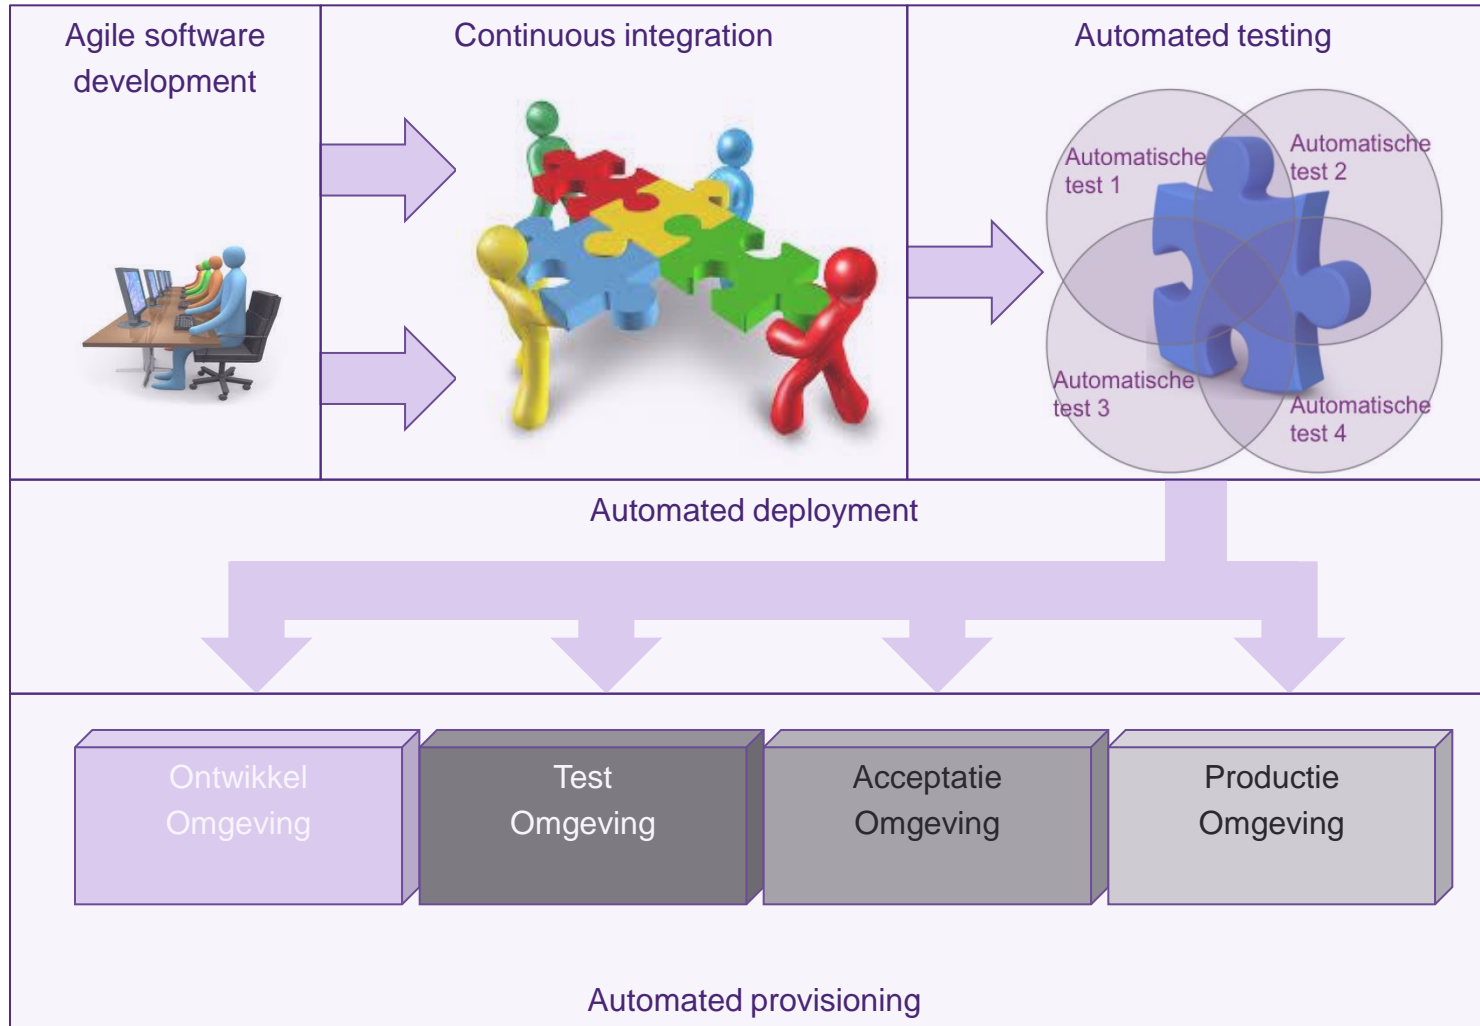 Agile software
development
Continuous integration
Automated testing
Automatische
test 1
Automatische
test 2
Automatische
test 3
Automatische
test 4
Automated deployment
Ontwikkel
Omgeving
Test
Omgeving
Acceptatie
Omgeving
Productie
Omgeving
Automated provisioning